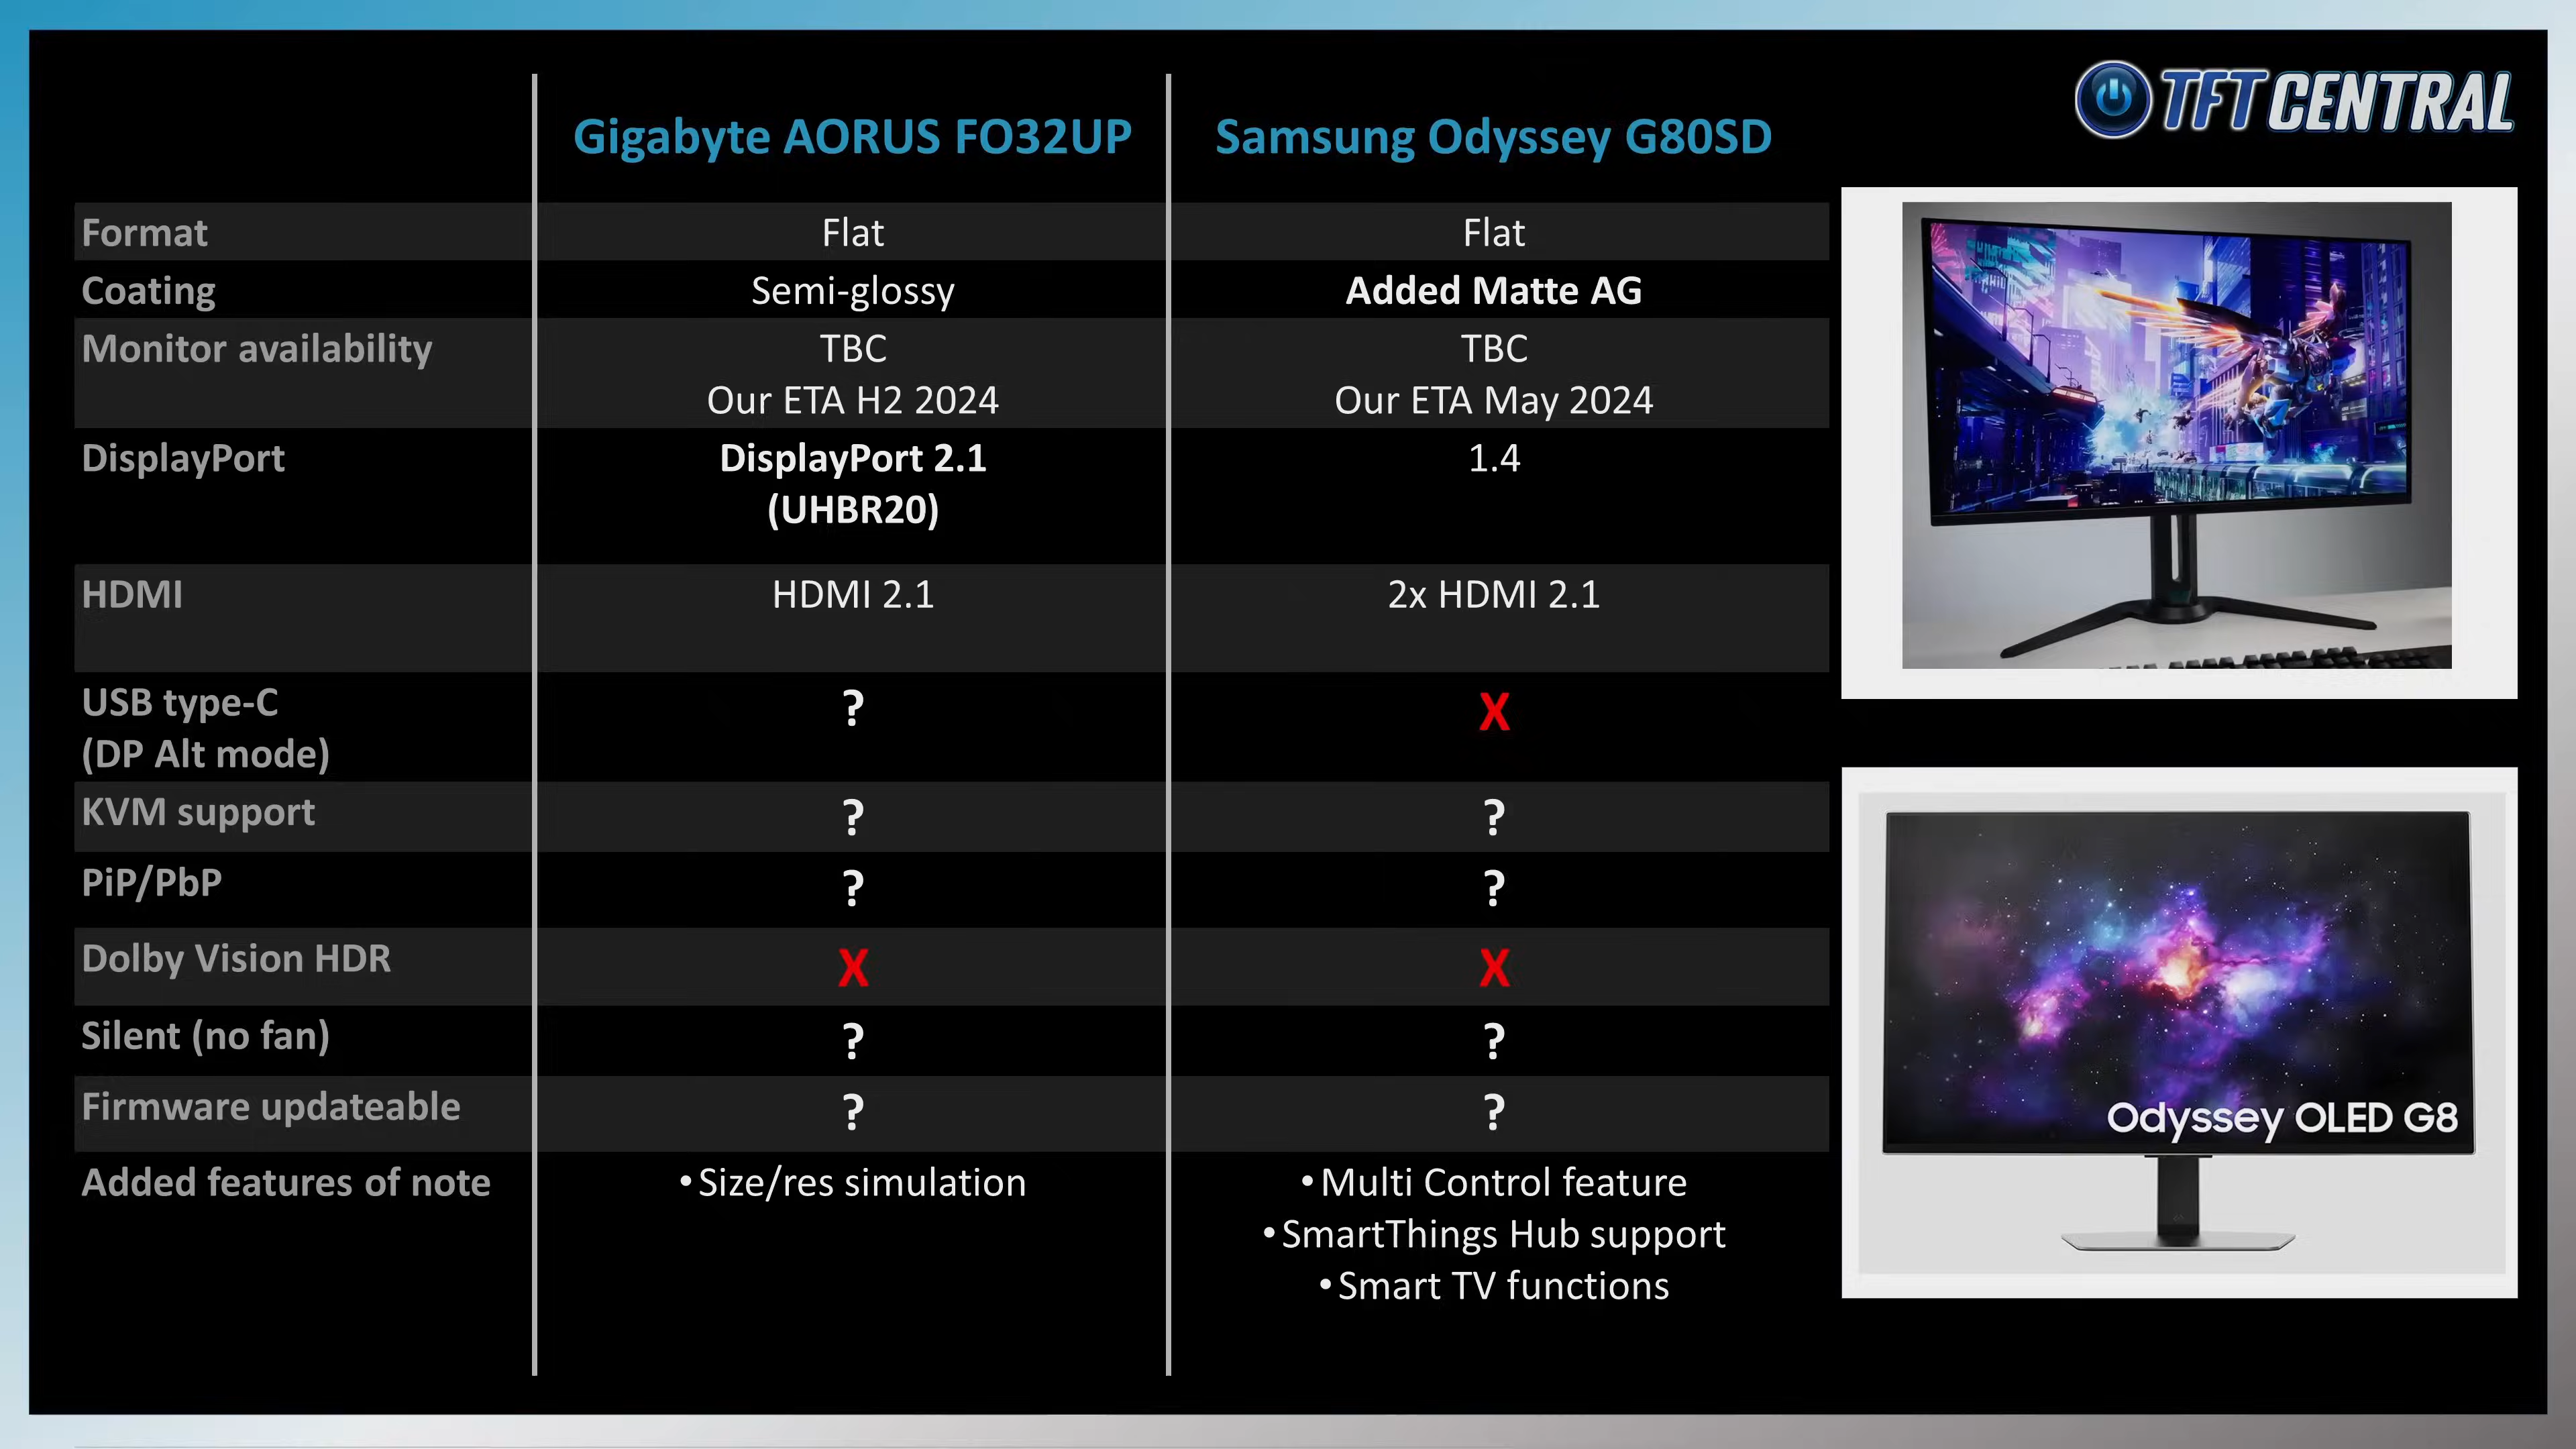 TFTCENTRAL
Gigabyte AORUS FO32UP Samsung Odyssey G80SD
Format Flat Flat
Coating Semi-glossy Added Matte AG
Monitor availability TBC TBC
Our ETA H2 2024 Our ETA May 2024
DisplayPort DisplayPort 2.1 1.4
(UHBR20)
HDMI HDMI 2.1 2x HDMI 2.1
USB type-C ? X
(DP Alt mode)
KVM support ? ?
PiP/PbP ? ?
Dolby Vision HDR X X
Silent (no fan) ? ?
Firmware updateable ? ?
Added features of note •Size/res simulation •Multi Control feature
•SmartThings Hub support
•Smart TV functions
Odyssey OLED G8